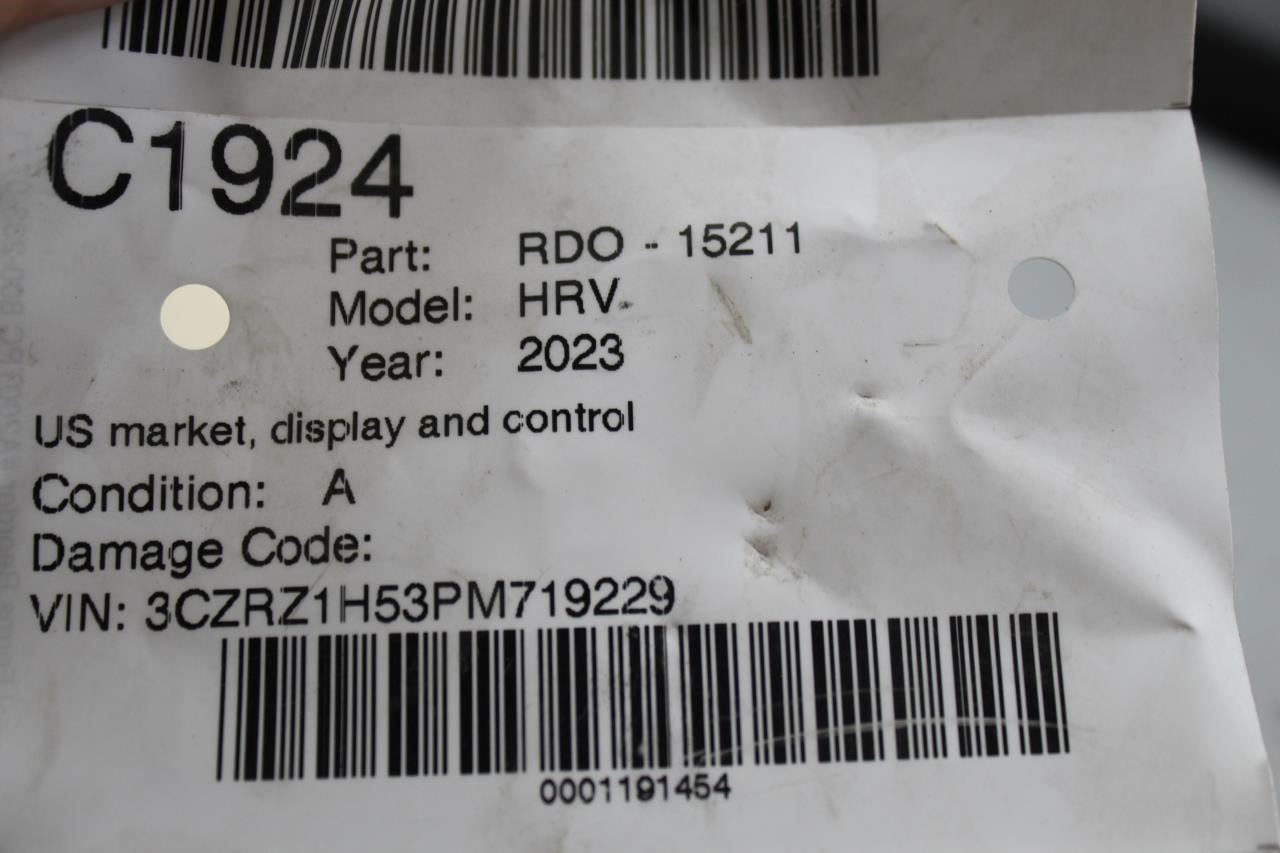 C1924
Part: RDO - 15211
Model: HRV
Year: 2023
US market, display and control
Condition: A
Damage Code:
VIN: 3CZRZ1H53PM719229
0001191454